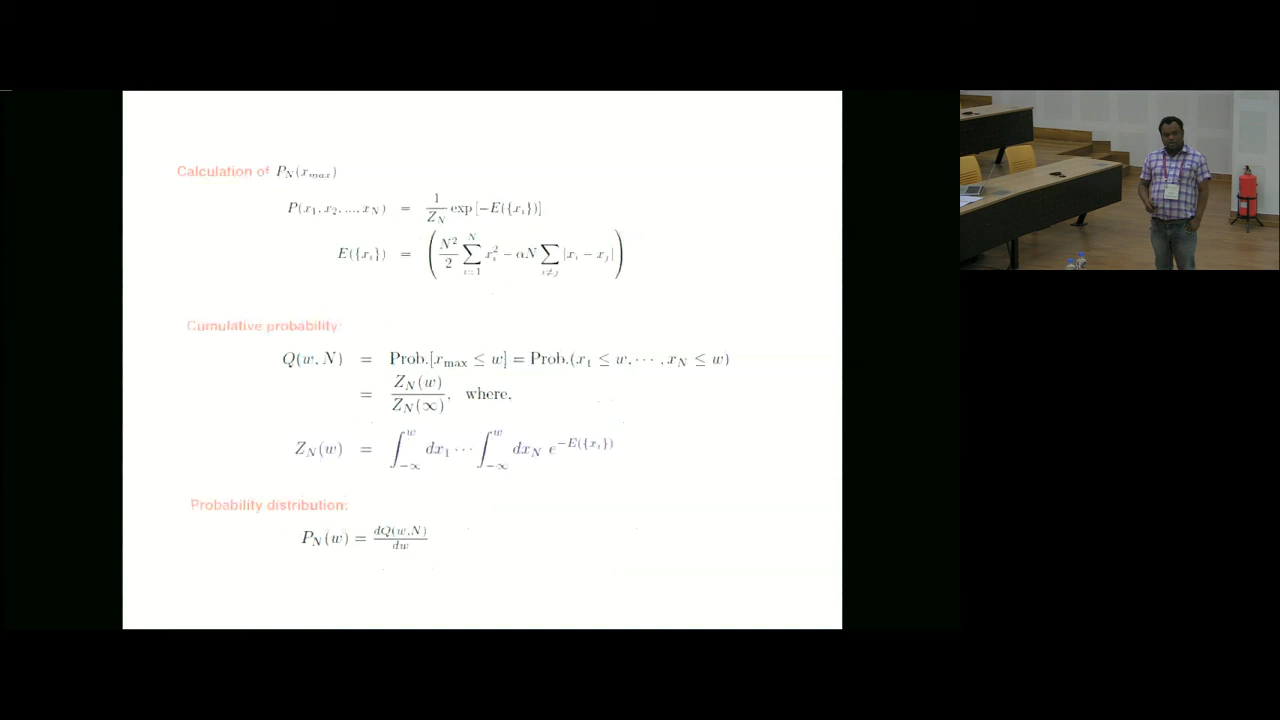 Calculation of P_N(x_max)
P(x_1, x_2, ..., x_N) = 1/Z_N exp[−E({x_i})]
E({x_i}) = (N^2/2 ∑_{i=1}^{N} x_i^2 − αN ∑_{i≠j} |x_i − x_j|)
Cumulative probability:
Q(w, N) = Prob.[x_max ≤ w] = Prob.(x_1 ≤ w, ⋯ , x_N ≤ w)
= Z_N(w)/Z_N(∞), where,
Z_N(w) = ∫_{−∞}^{w} dx_1 ⋯ ∫_{−∞}^{w} dx_N e^{−E({x_i})}
Probability distribution:
P_N(w) = dQ(w,N)/dw